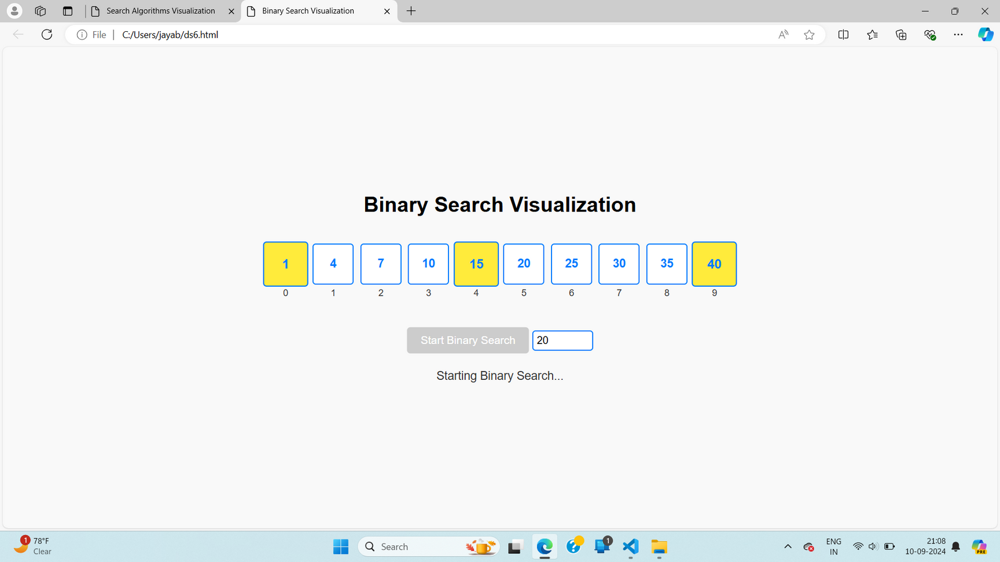 Search Algorithms Visualization
Binary Search Visualization
File
C:/Users/jayab/ds6.html
Binary Search Visualization
1 4 7 10 15 20 25 30 35 40
0 1 2 3 4 5 6 7 8 9
Start Binary Search 20
Starting Binary Search...
1
78°F
Clear
Search
1
ENG
IN
21:08
10-09-2024
PRE